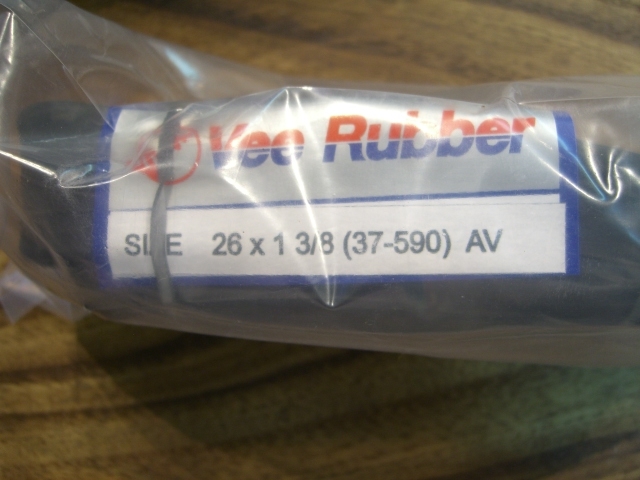 Vee Rubber
SIZE 26 x 1 3/8 (37-590) AV